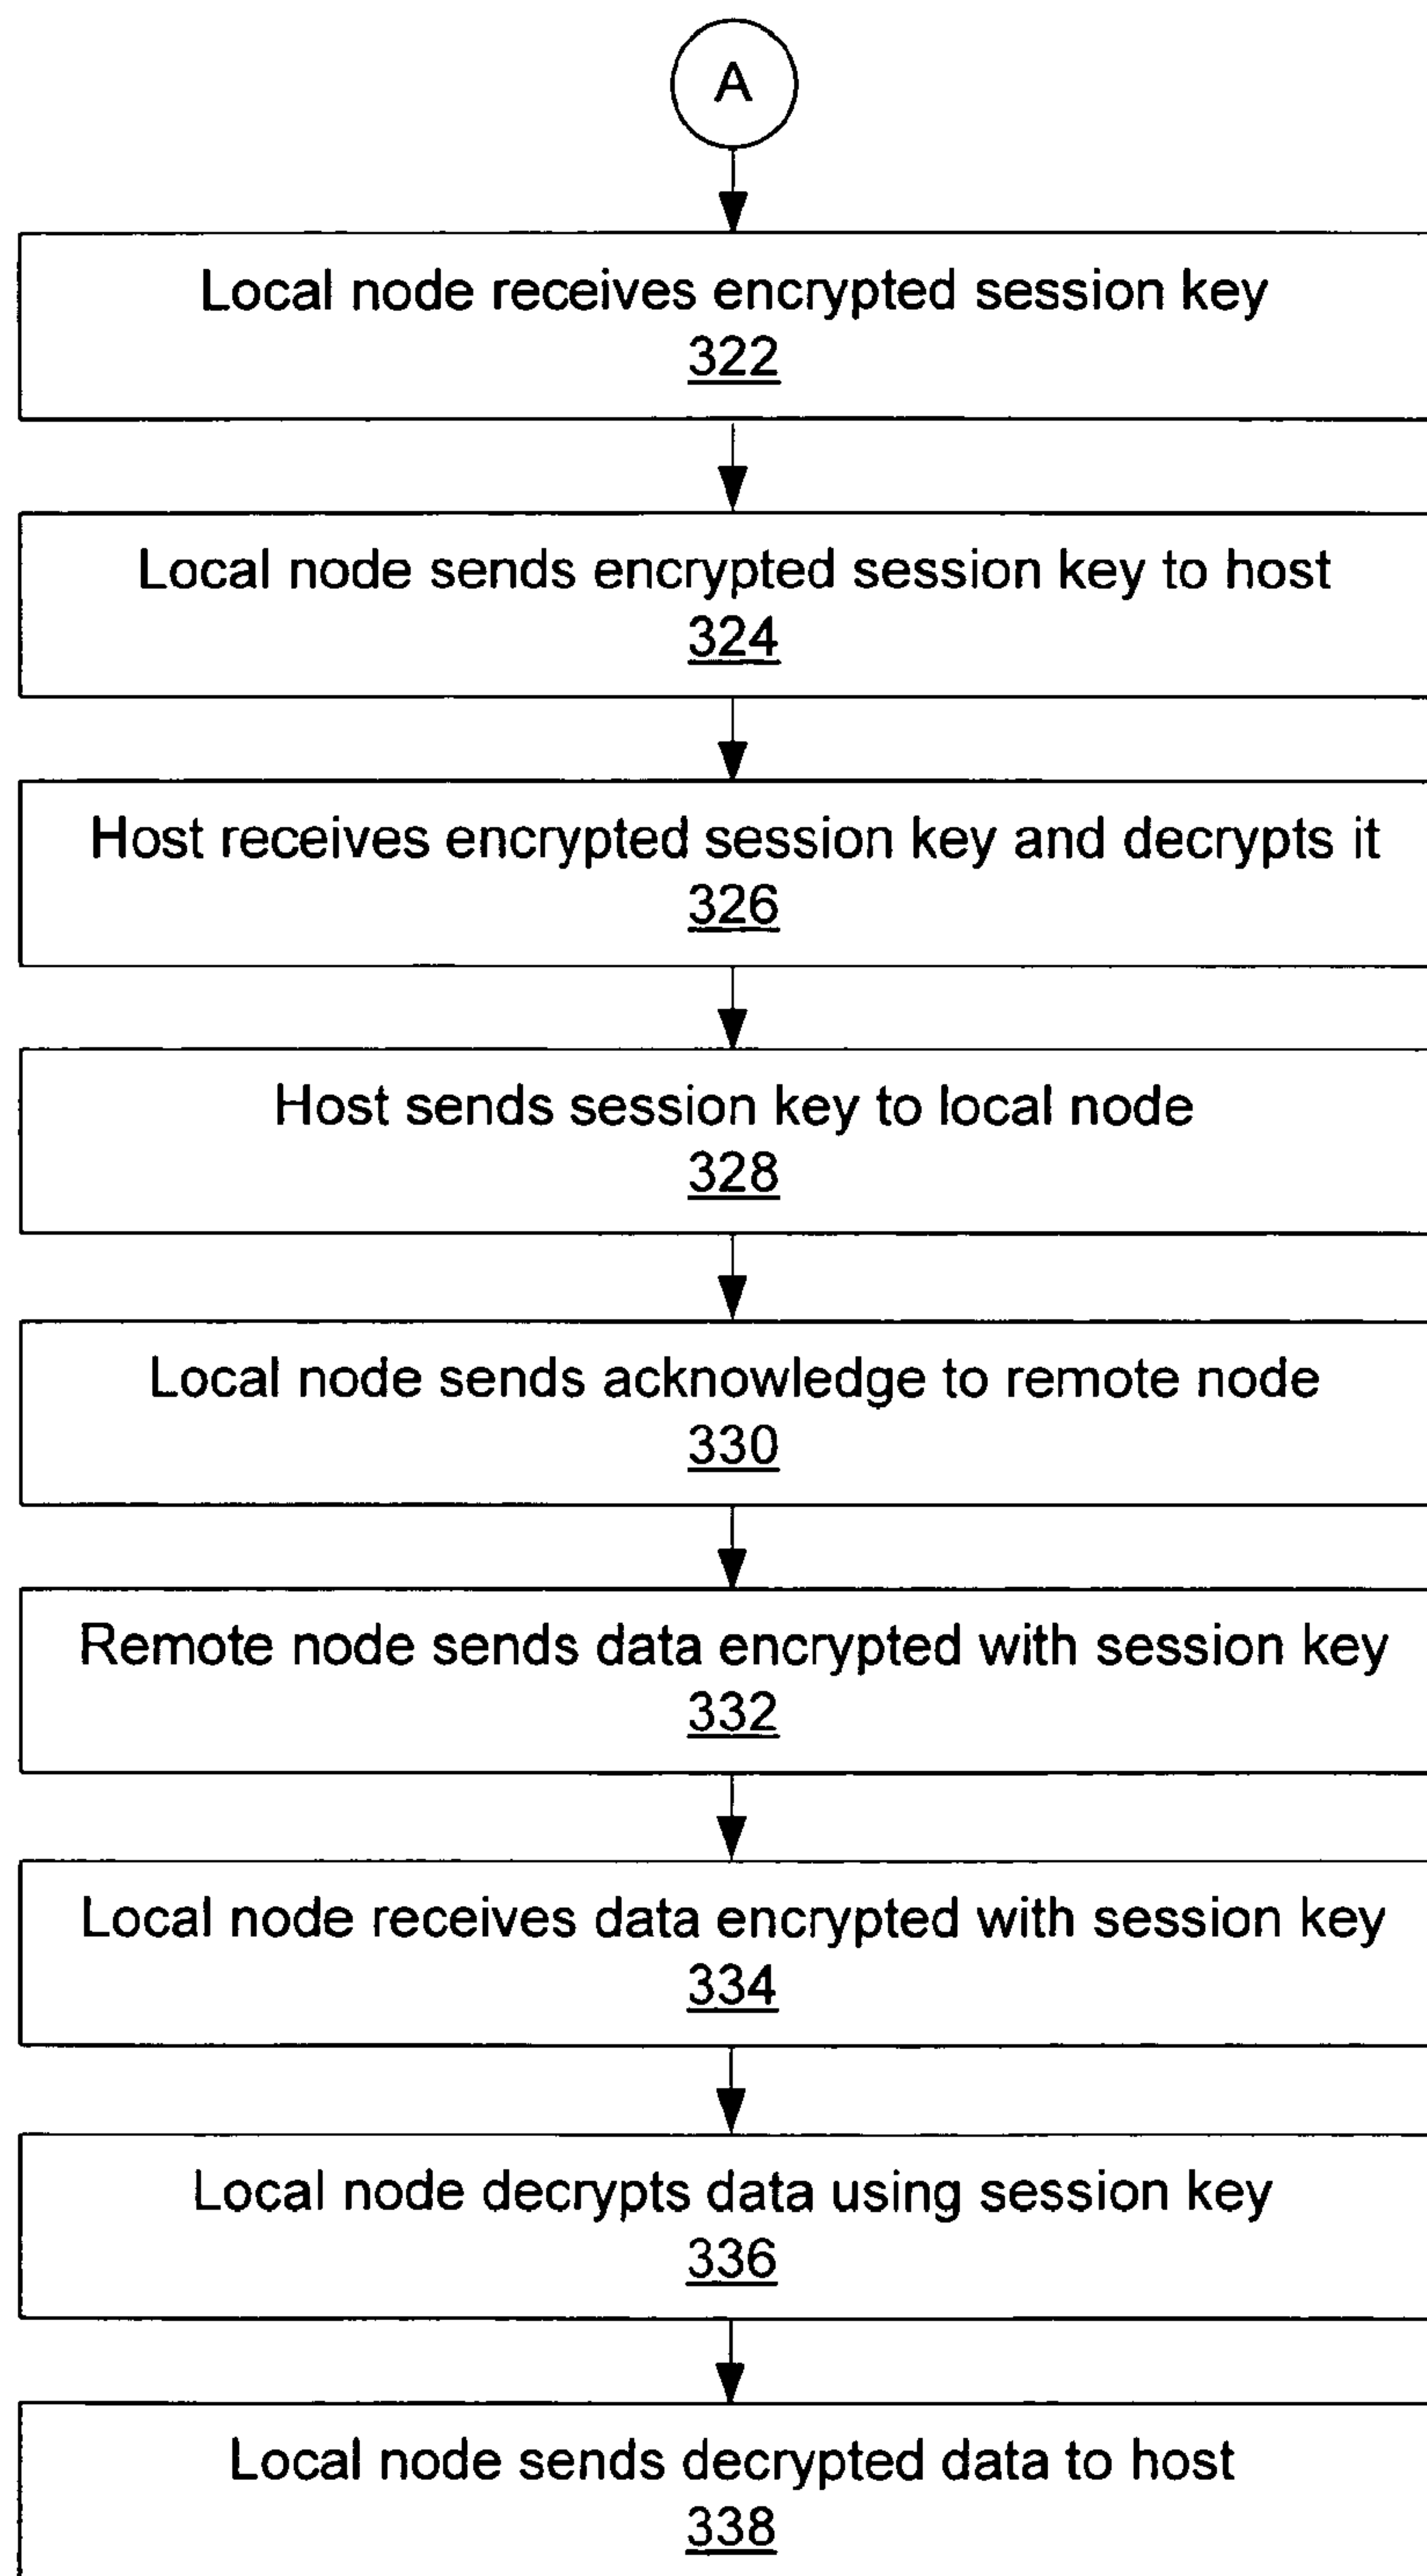 A
Local node receives encrypted session key
322
Local node sends encrypted session key to host
324
Host receives encrypted session key and decrypts it
326
Host sends session key to local node
328
Local node sends acknowledge to remote node
330
Remote node sends data encrypted with session key
332
Local node receives data encrypted with session key
334
Local node decrypts data using session key
336
Local node sends decrypted data to host
338